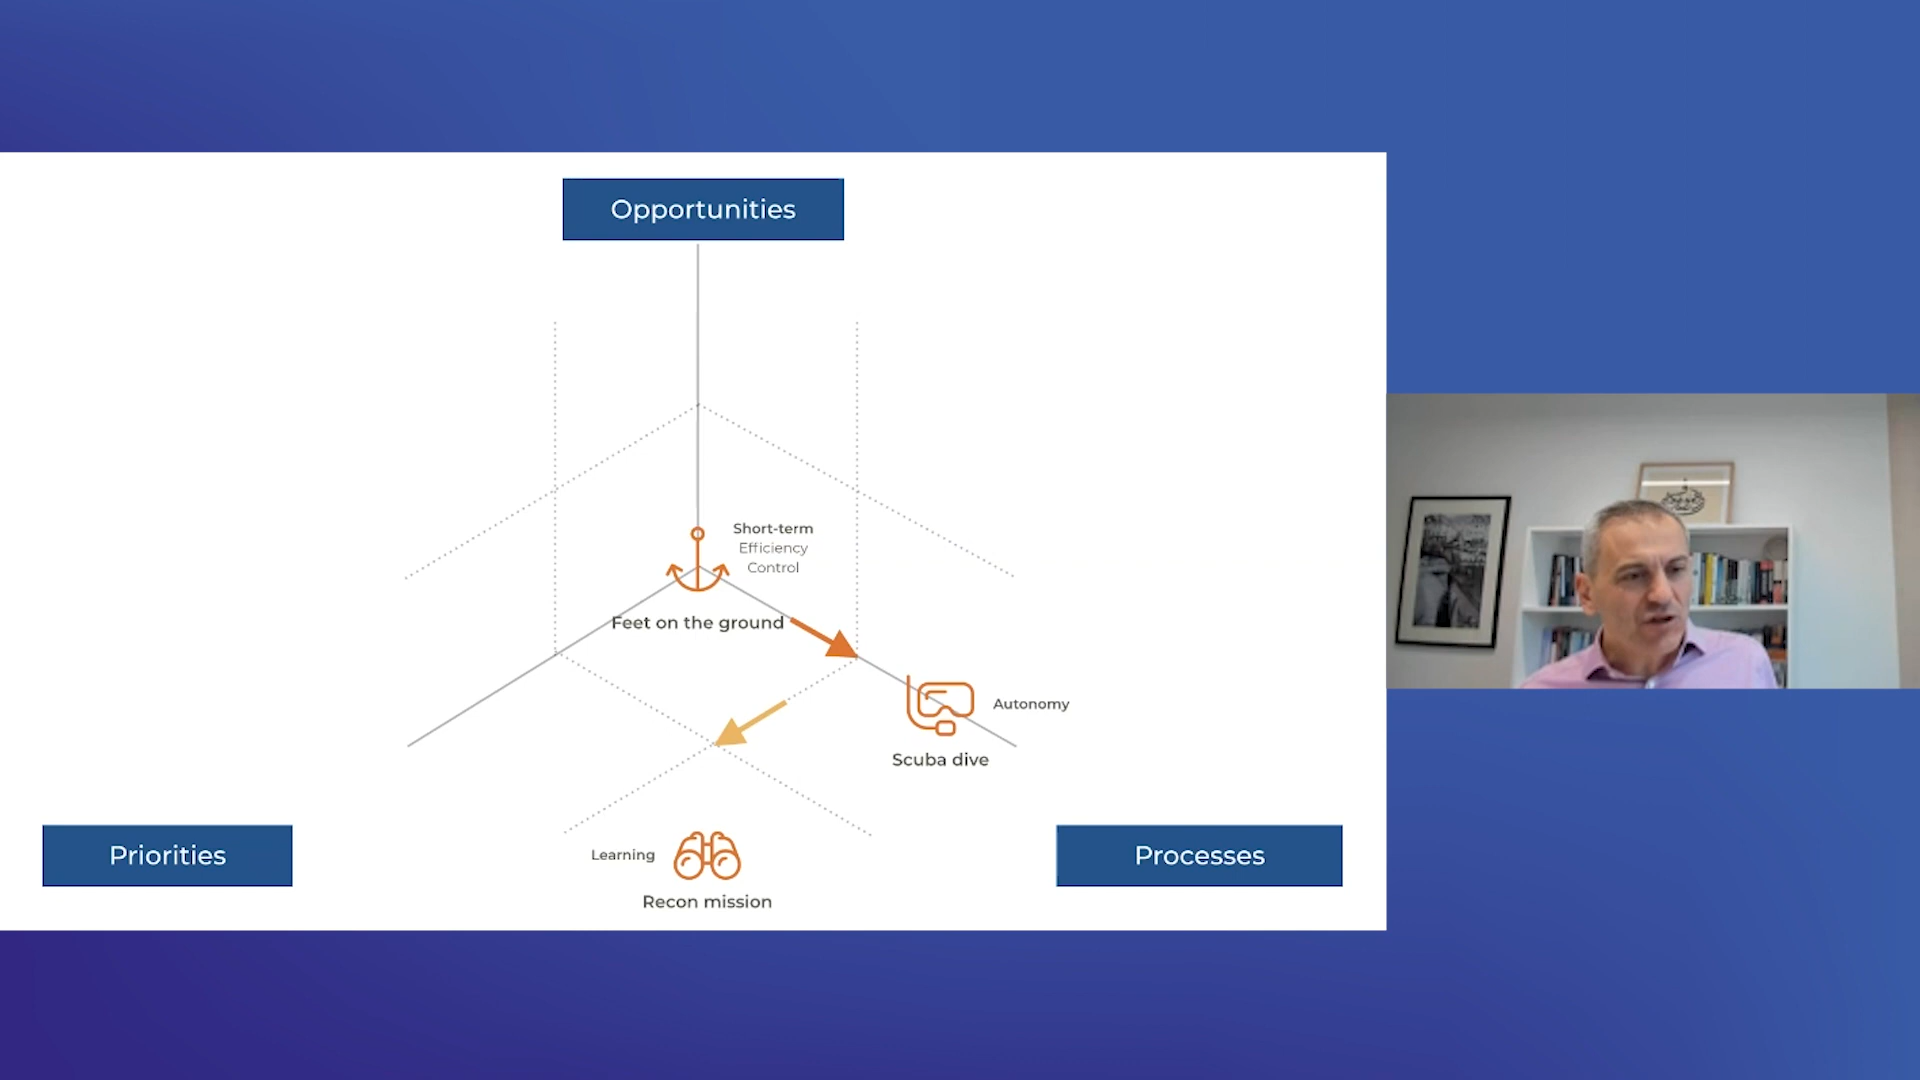 Opportunities
Short-term
Efficiency
Control
Feet on the ground
Autonomy
Scuba dive
Priorities
Processes
Learning
Recon mission